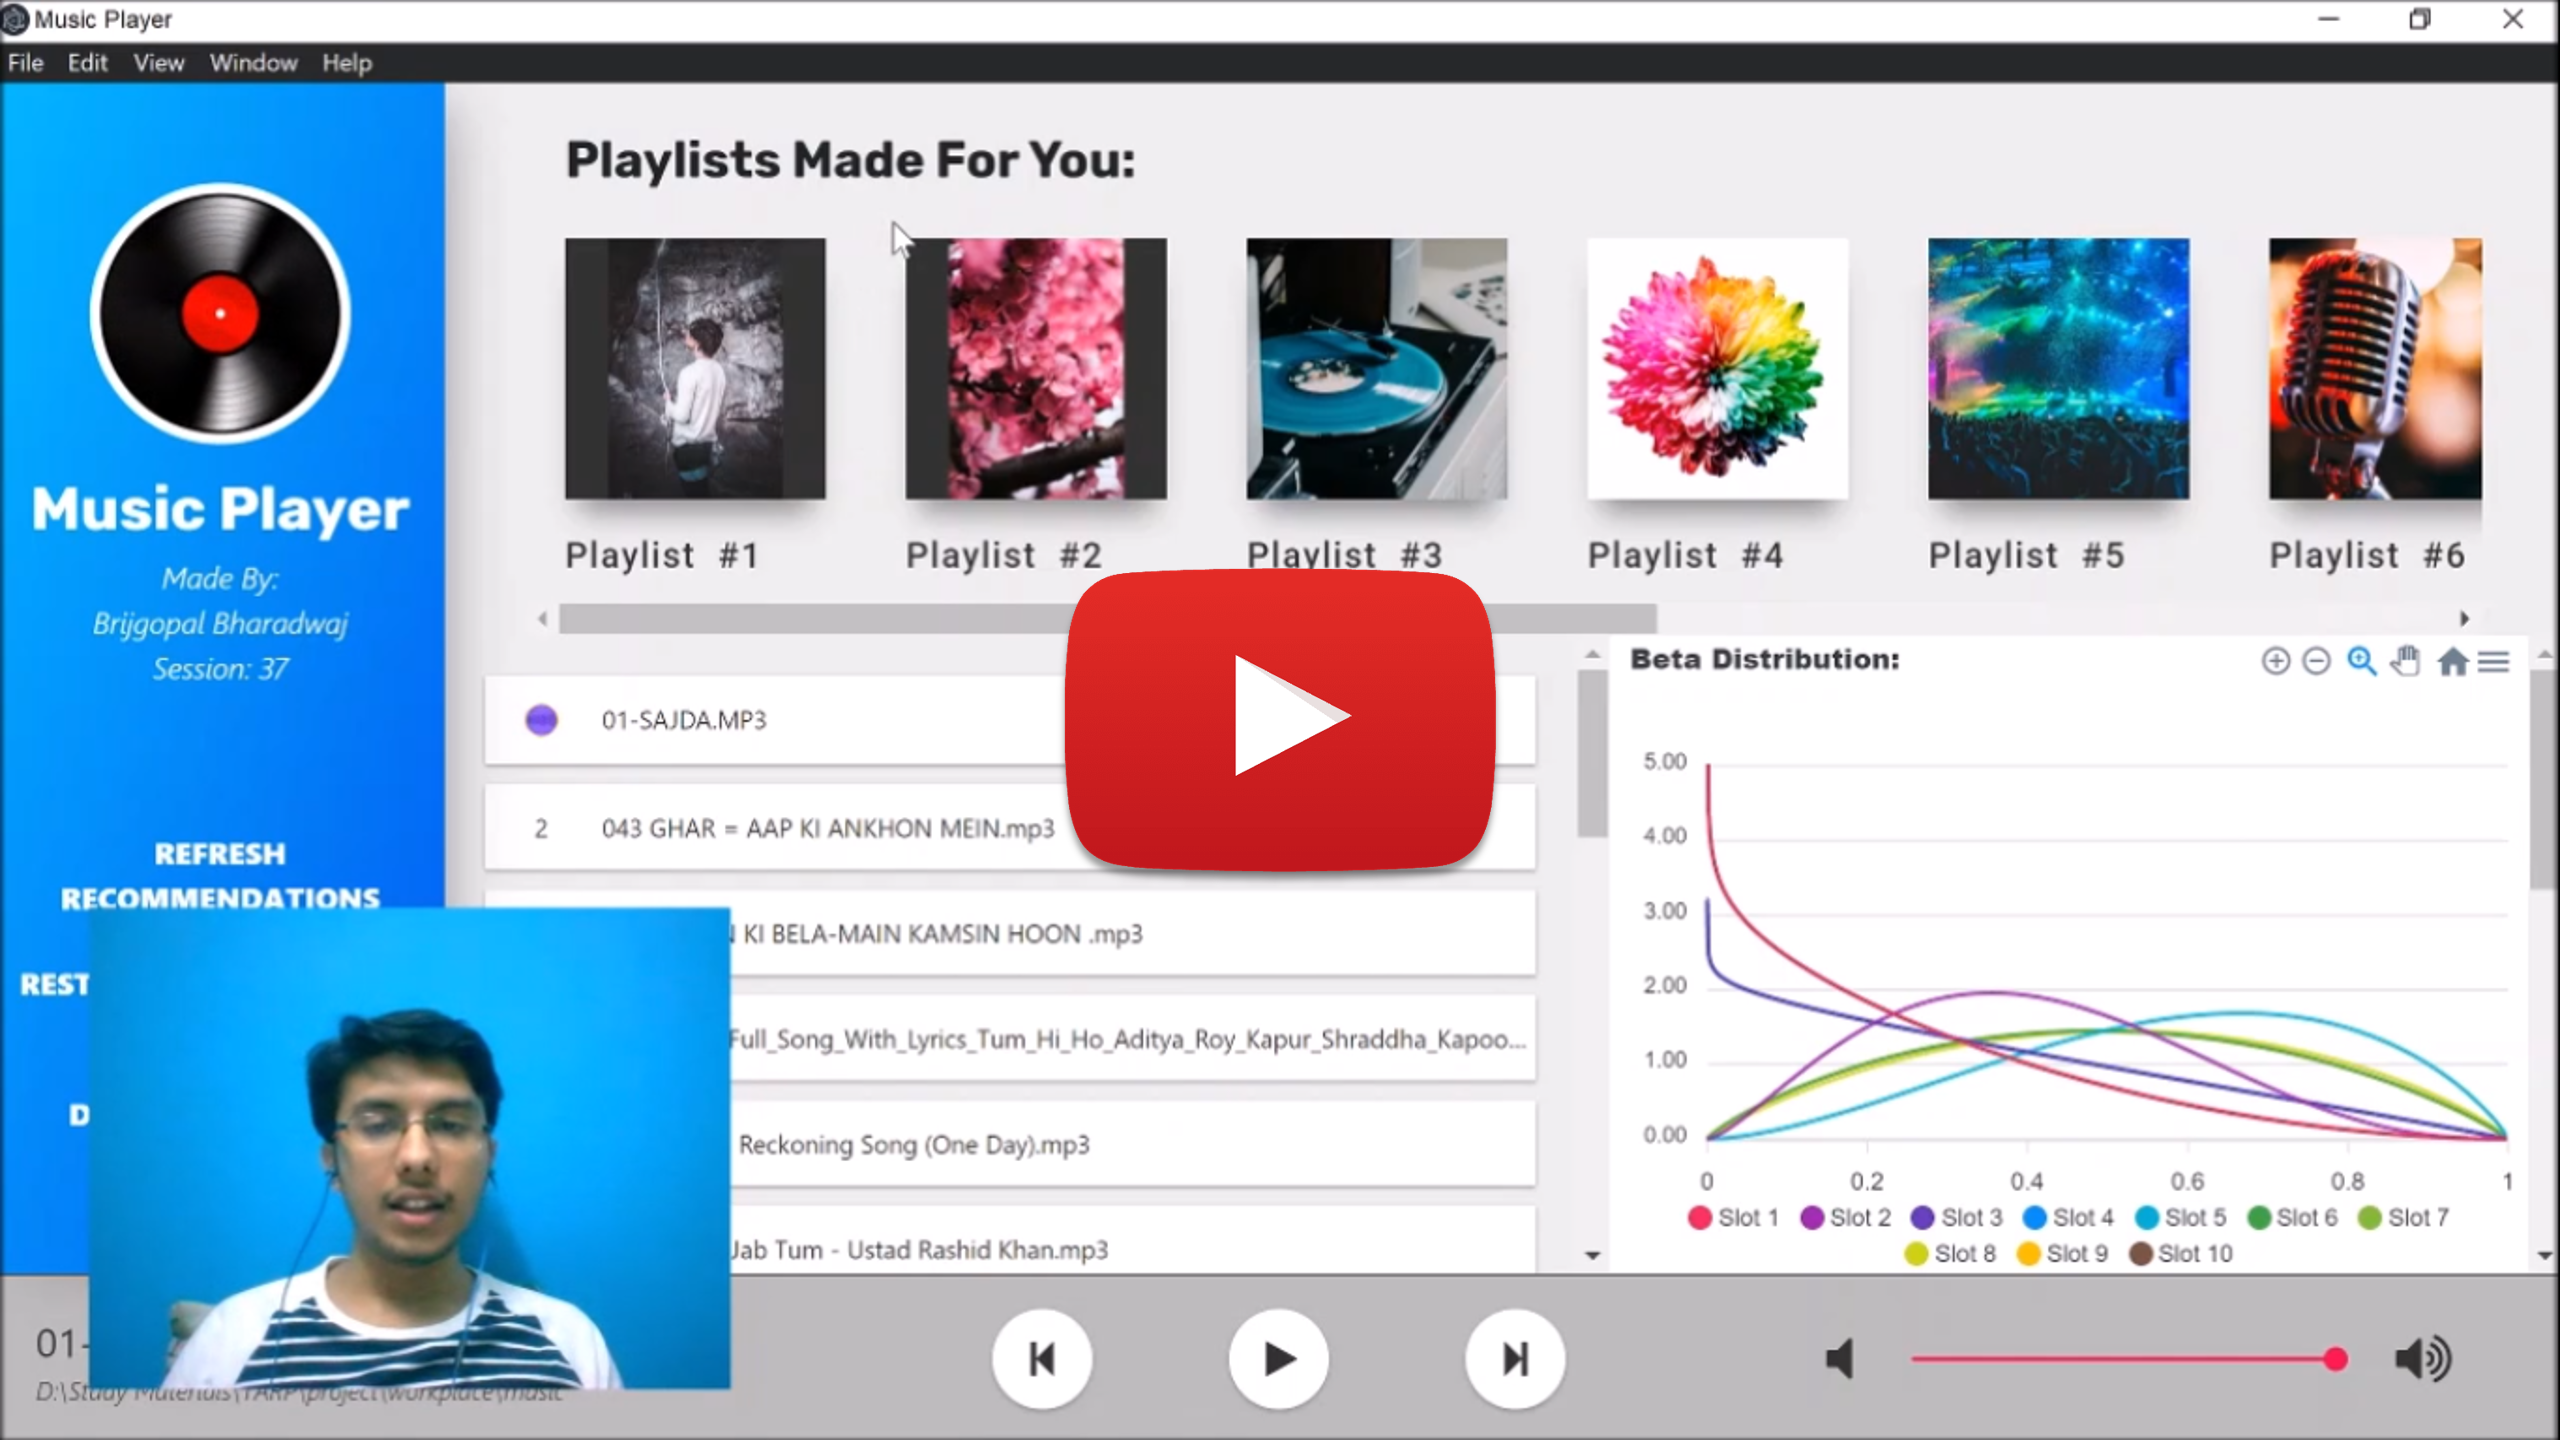 Music Player
File Edit View Window Help
Music Player
Made By:
Brijgopal Bharadwaj
Session: 37
REFRESH
RECOMMENDATIONS
REST
D
Playlists Made For You:
Playlist #1
Playlist #2
Playlist #3
Playlist #4
Playlist #5
Playlist #6
01-SAJDA.MP3
2 043 GHAR = AAP KI ANKHON MEIN.mp3
KI BELA-MAIN KAMSIN HOON .mp3
Full_Song_With_Lyrics_Tum_Hi_Ho_Aditya_Roy_Kapur_Shraddha_Kapoo...
Reckoning Song (One Day).mp3
Jab Tum - Ustad Rashid Khan.mp3
Beta Distribution:
5.00
4.00
3.00
2.00
1.00
0.00
0 0.2 0.4 0.6 0.8 1
Slot 1 Slot 2 Slot 3 Slot 4 Slot 5 Slot 6 Slot 7
Slot 8 Slot 9 Slot 10
01-
D:\Study Materials\TARP\project\workplace\music